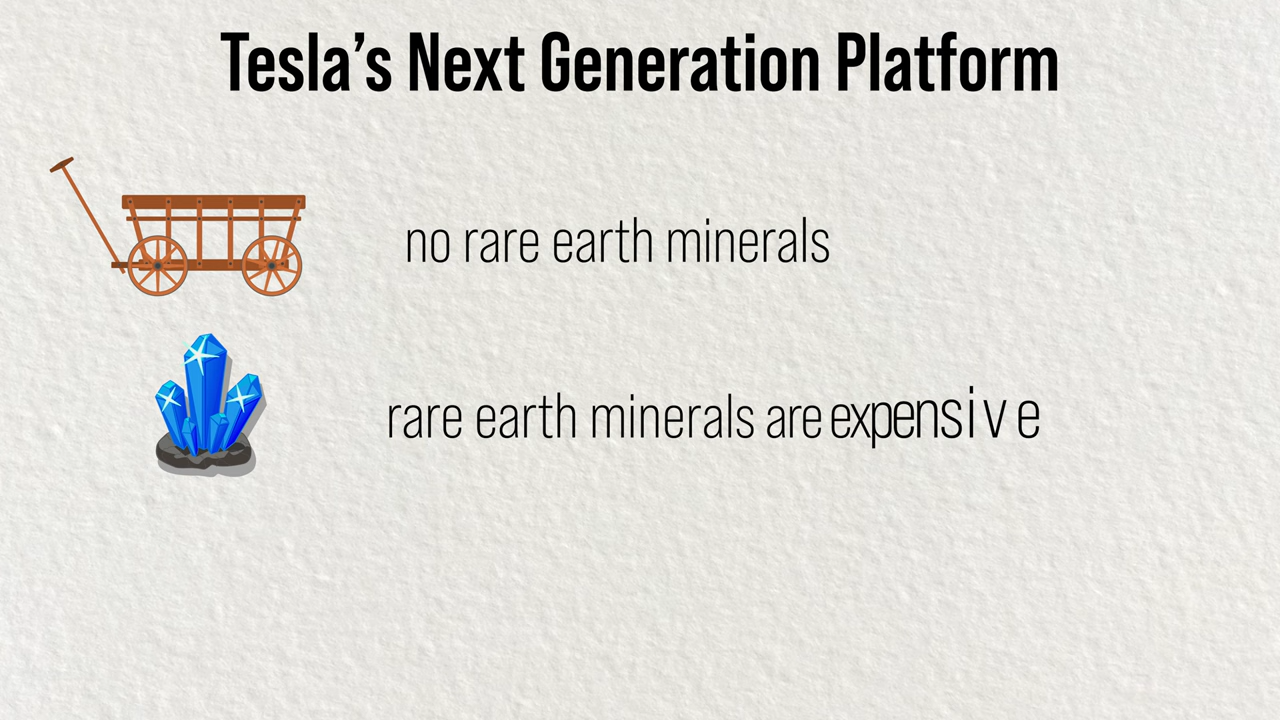 Tesla’s Next Generation Platform
no rare earth minerals
rare earth minerals are expensive